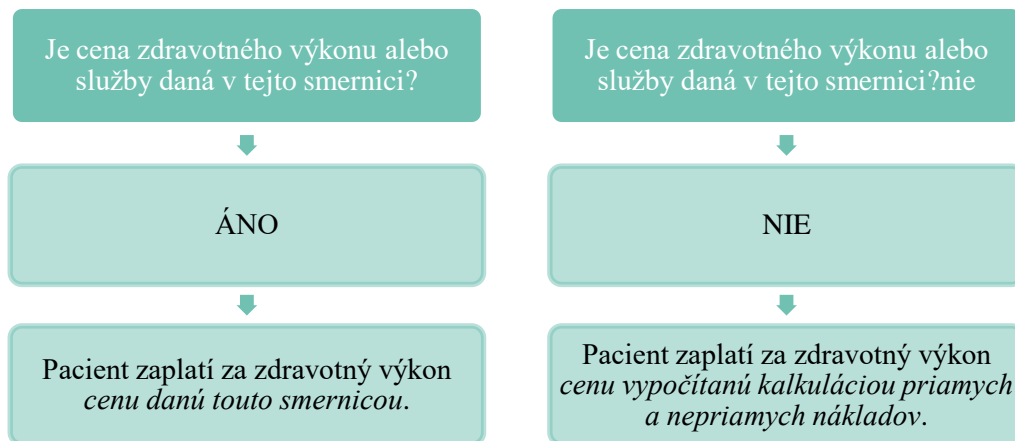 Je cena zdravotného výkonu alebo
služby daná v tejto smernici?
ÁNO
Pacient zaplatí za zdravotný výkon
cenu danú touto smernicou.
Je cena zdravotného výkonu alebo
služby daná v tejto smernici?nie
NIE
Pacient zaplatí za zdravotný výkon
cenu vypočítanú kalkuláciou priamych
a nepriamych nákladov.